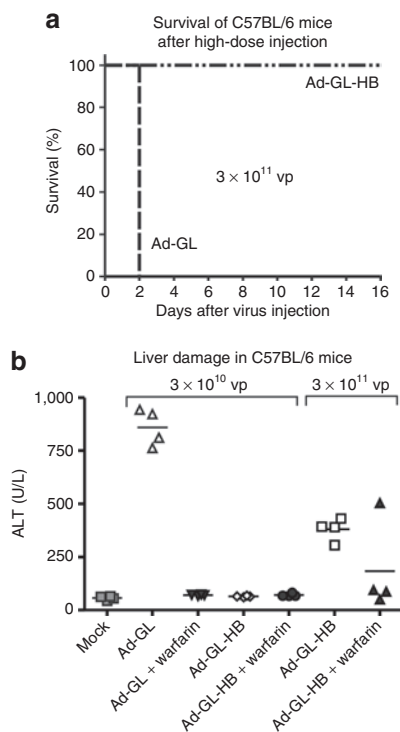 a
Survival of C57BL/6 mice
after high-dose injection
100
80
60
40
20
0
Survival (%)
Ad-GL-HB
3 × 10¹¹ vp
Ad-GL
0 2 4 6 8 10 12 14 16
Days after virus injection
b
Liver damage in C57BL/6 mice
3 × 10¹⁰ vp 3 × 10¹¹ vp
1,000
750
500
250
0
ALT (U/L)
Mock
Ad-GL
Ad-GL + warfarin
Ad-GL-HB
Ad-GL-HB + warfarin
Ad-GL-HB
Ad-GL-HB + warfarin